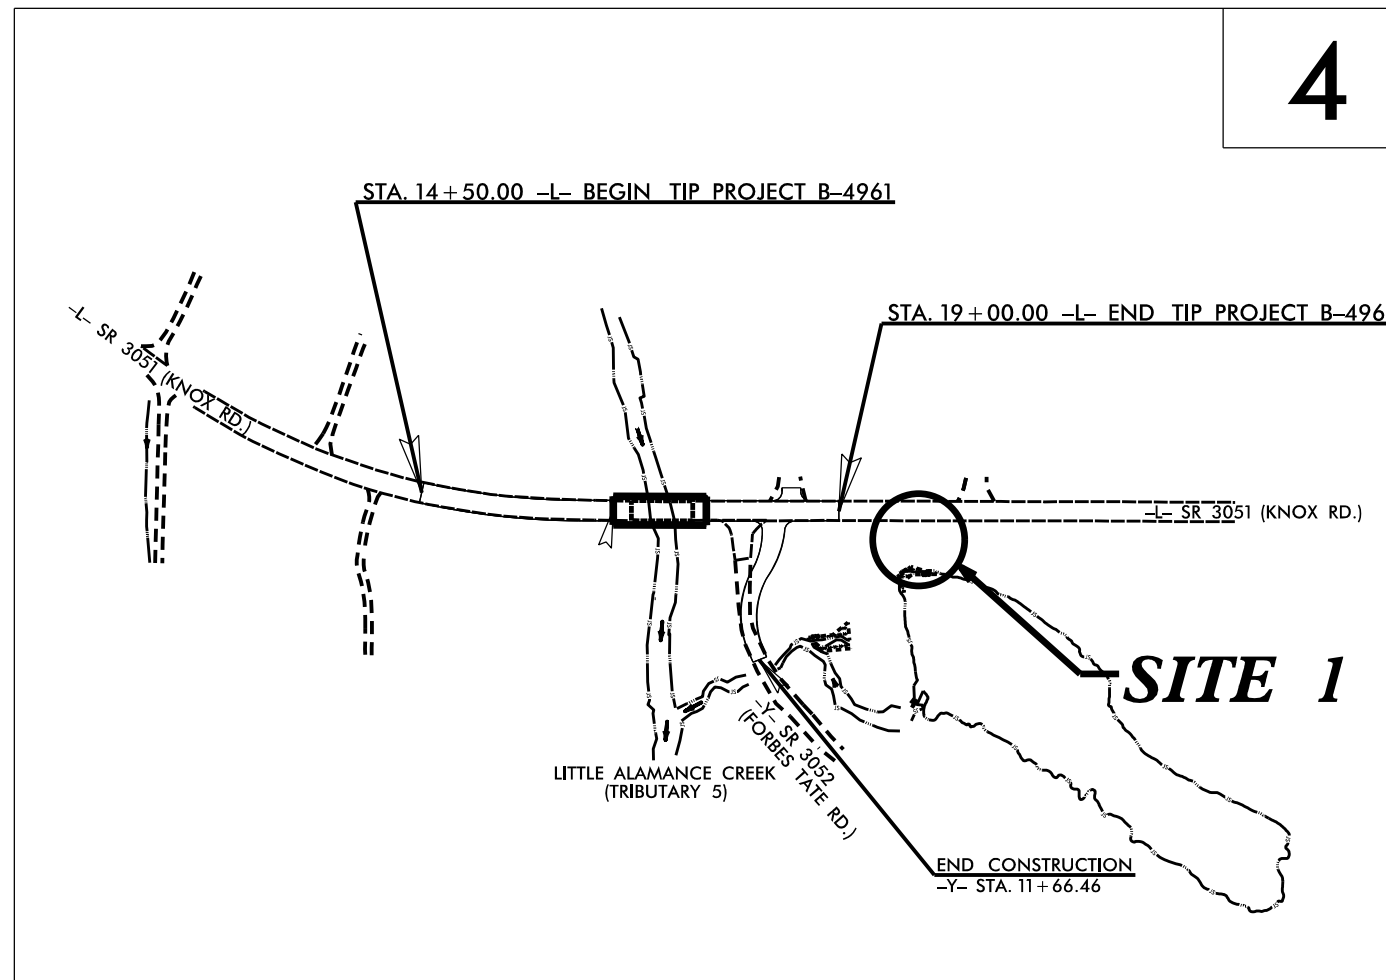 4
STA. 14+50.00 -L- BEGIN TIP PROJECT B-4961
STA. 19+00.00 -L- END TIP PROJECT B-496
-L- SR 3051 (KNOX RD.)
-L- SR 3051 (KNOX RD.)
SITE 1
-Y- SR 3052
(FORBES TATE RD.)
LITTLE ALAMANCE CREEK
(TRIBUTARY 5)
END CONSTRUCTION
-Y- STA. 11+66.46